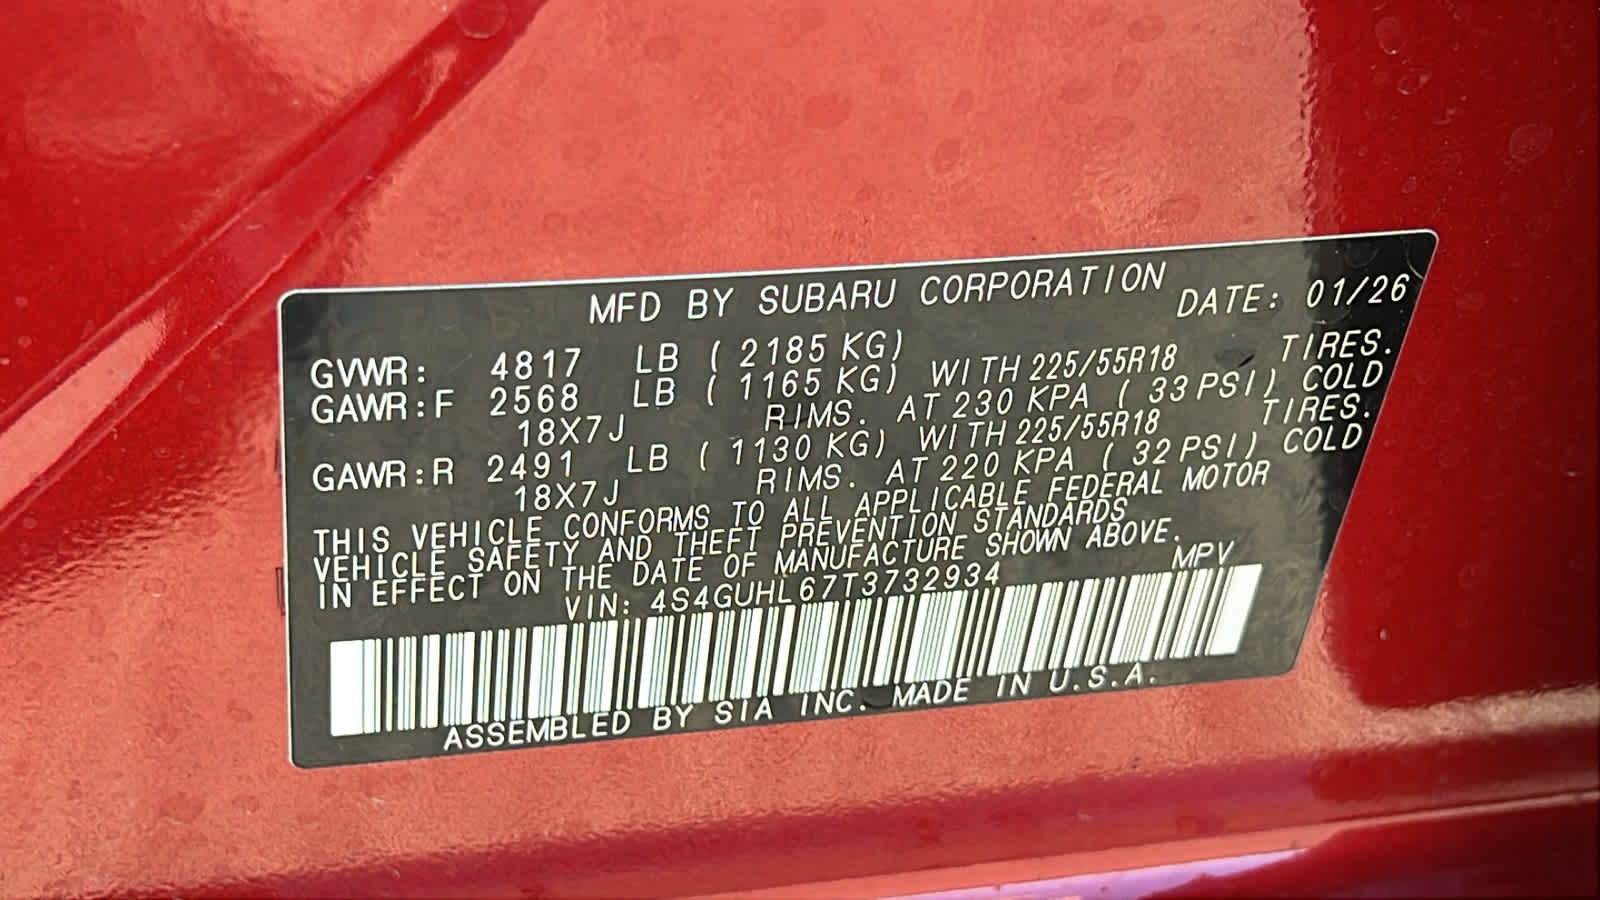 MFD BY SUBARU CORPORATION DATE: 01/26
GVWR: 4817 LB ( 2185 KG)
GAWR:F 2568 LB ( 1165 KG) WITH 225/55R18 TIRES.
18X7J RIMS. AT 230 KPA ( 33 PSI) COLD
GAWR:R 2491 LB ( 1130 KG) WITH 225/55R18 TIRES.
18X7J RIMS. AT 220 KPA ( 32 PSI) COLD
THIS VEHICLE CONFORMS TO ALL APPLICABLE FEDERAL MOTOR
VEHICLE SAFETY AND THEFT PREVENTION STANDARDS
IN EFFECT ON THE DATE OF MANUFACTURE SHOWN ABOVE.
VIN: 4S4GUHL67T3732934 MPV
ASSEMBLED BY SIA INC. MADE IN U.S.A.